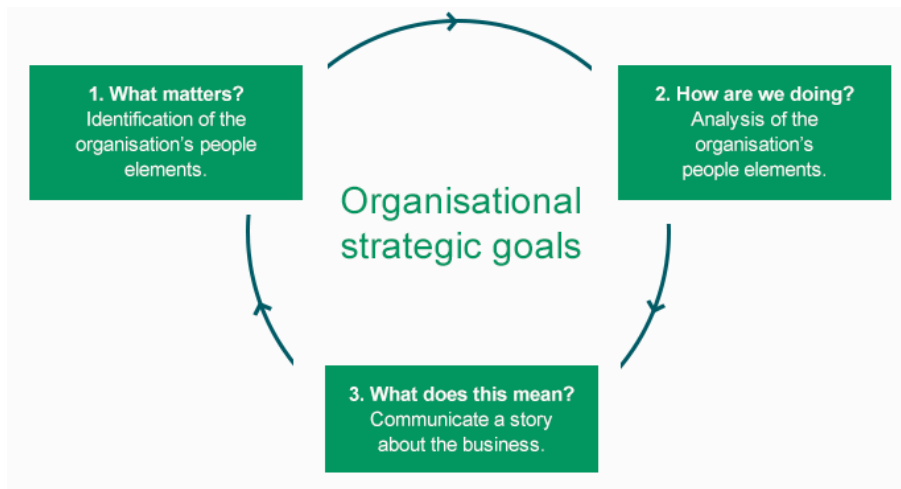 1. What matters?
Identification of the
organisation's people
elements.
2. How are we doing?
Analysis of the
organisation's
people elements.
Organisational
strategic goals
3. What does this mean?
Communicate a story
about the business.